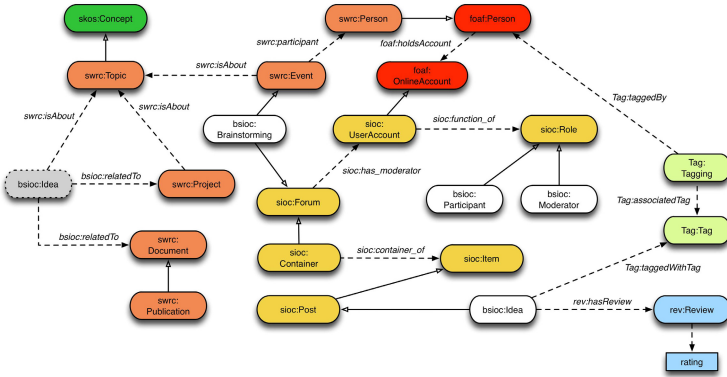 skos:Concept
swrc:Person
foaf:Person
swrc:participant
foaf:holdsAccount
swrc:Topic
swrc:isAbout
swrc:Event
foaf:
OnlineAccount
swrc:isAbout
swrc:isAbout
Tag:taggedBy
bsioc:
Brainstorming
sioc:
UserAccount
sioc:function_of
sioc:Role
bsioc:Idea
bsioc:relatedTo
swrc:Project
sioc:has_moderator
Tag:
Tagging
sioc:Forum
bsioc:
Participant
bsioc:
Moderator
Tag:associatedTag
bsioc:relatedTo
swrc:
Document
Tag:Tag
sioc:
Container
sioc:container_of
sioc:Item
Tag:taggedWithTag
swrc:
Publication
sioc:Post
bsioc:Idea
rev:hasReview
rev:Review
rating